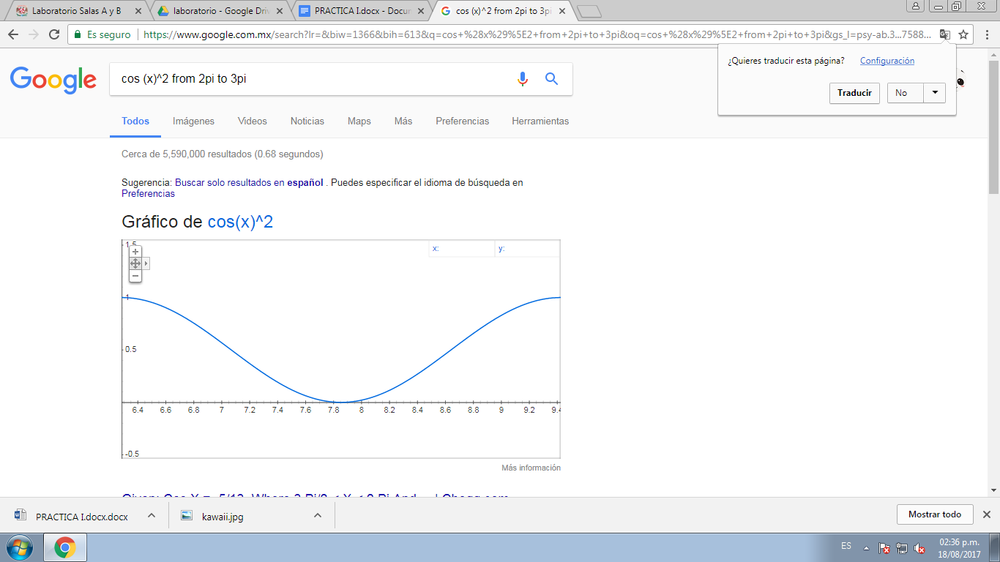 Laboratorio Salas A y B
laboratorio - Google Driv
PRACTICA I.docx - Docum
cos (x)^2 from 2pi to 3pi
Es seguro
https://www.google.com.mx/search?lr=&biw=1366&bih=613&q=cos+%28x%29%5E2+from+2pi+to+3pi&oq=cos+%28x%29%5E2+from+2pi+to+3pi&gs_l=psy-ab.3...7588...
¿Quieres traducir esta página?
Configuración
Traducir
No
Google
cos (x)^2 from 2pi to 3pi
Todos
Imágenes
Videos
Noticias
Maps
Más
Preferencias
Herramientas
Cerca de 5,590,000 resultados (0.68 segundos)
Sugerencia: Buscar solo resultados en español . Puedes especificar el idioma de búsqueda en
Preferencias
Gráfico de cos(x)^2
x:
y:
1.5
1
0.5
6.4 6.6 6.8 7 7.2 7.4 7.6 7.8 8 8.2 8.4 8.6 8.8 9 9.2 9.4
-0.5
Más información
PRACTICA I.docx.docx
kawaii.jpg
Mostrar todo
ES
02:36 p.m.
18/08/2017